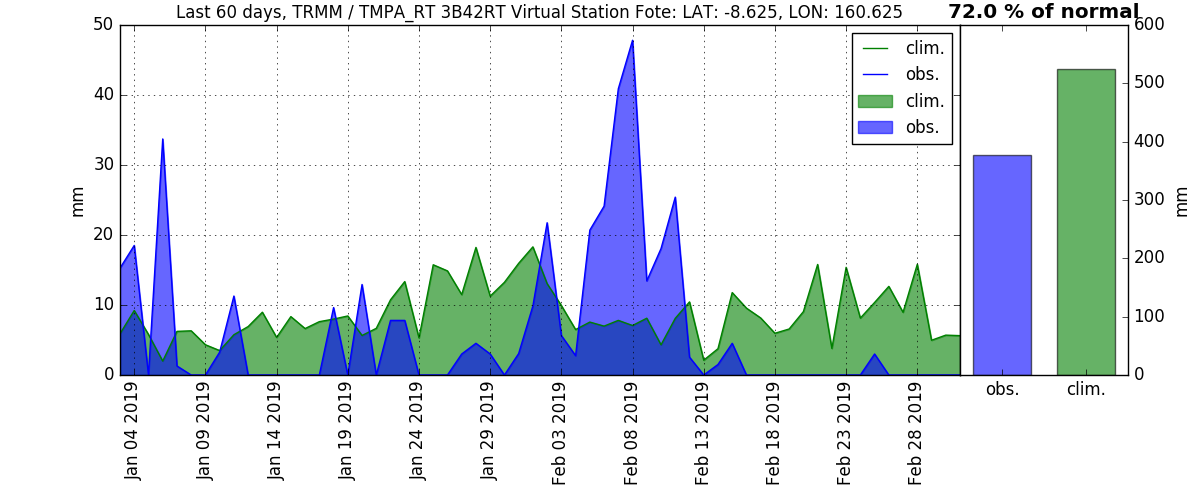 Last 60 days, TRMM / TMPA_RT 3B42RT Virtual Station Fote: LAT: -8.625, LON: 160.625
72.0 % of normal
50
40
30
20
10
0
mm
clim.
obs.
clim.
obs.
600
500
400
300
200
100
0
mm
obs.
clim.
Jan 04 2019
Jan 09 2019
Jan 14 2019
Jan 19 2019
Jan 24 2019
Jan 29 2019
Feb 03 2019
Feb 08 2019
Feb 13 2019
Feb 18 2019
Feb 23 2019
Feb 28 2019